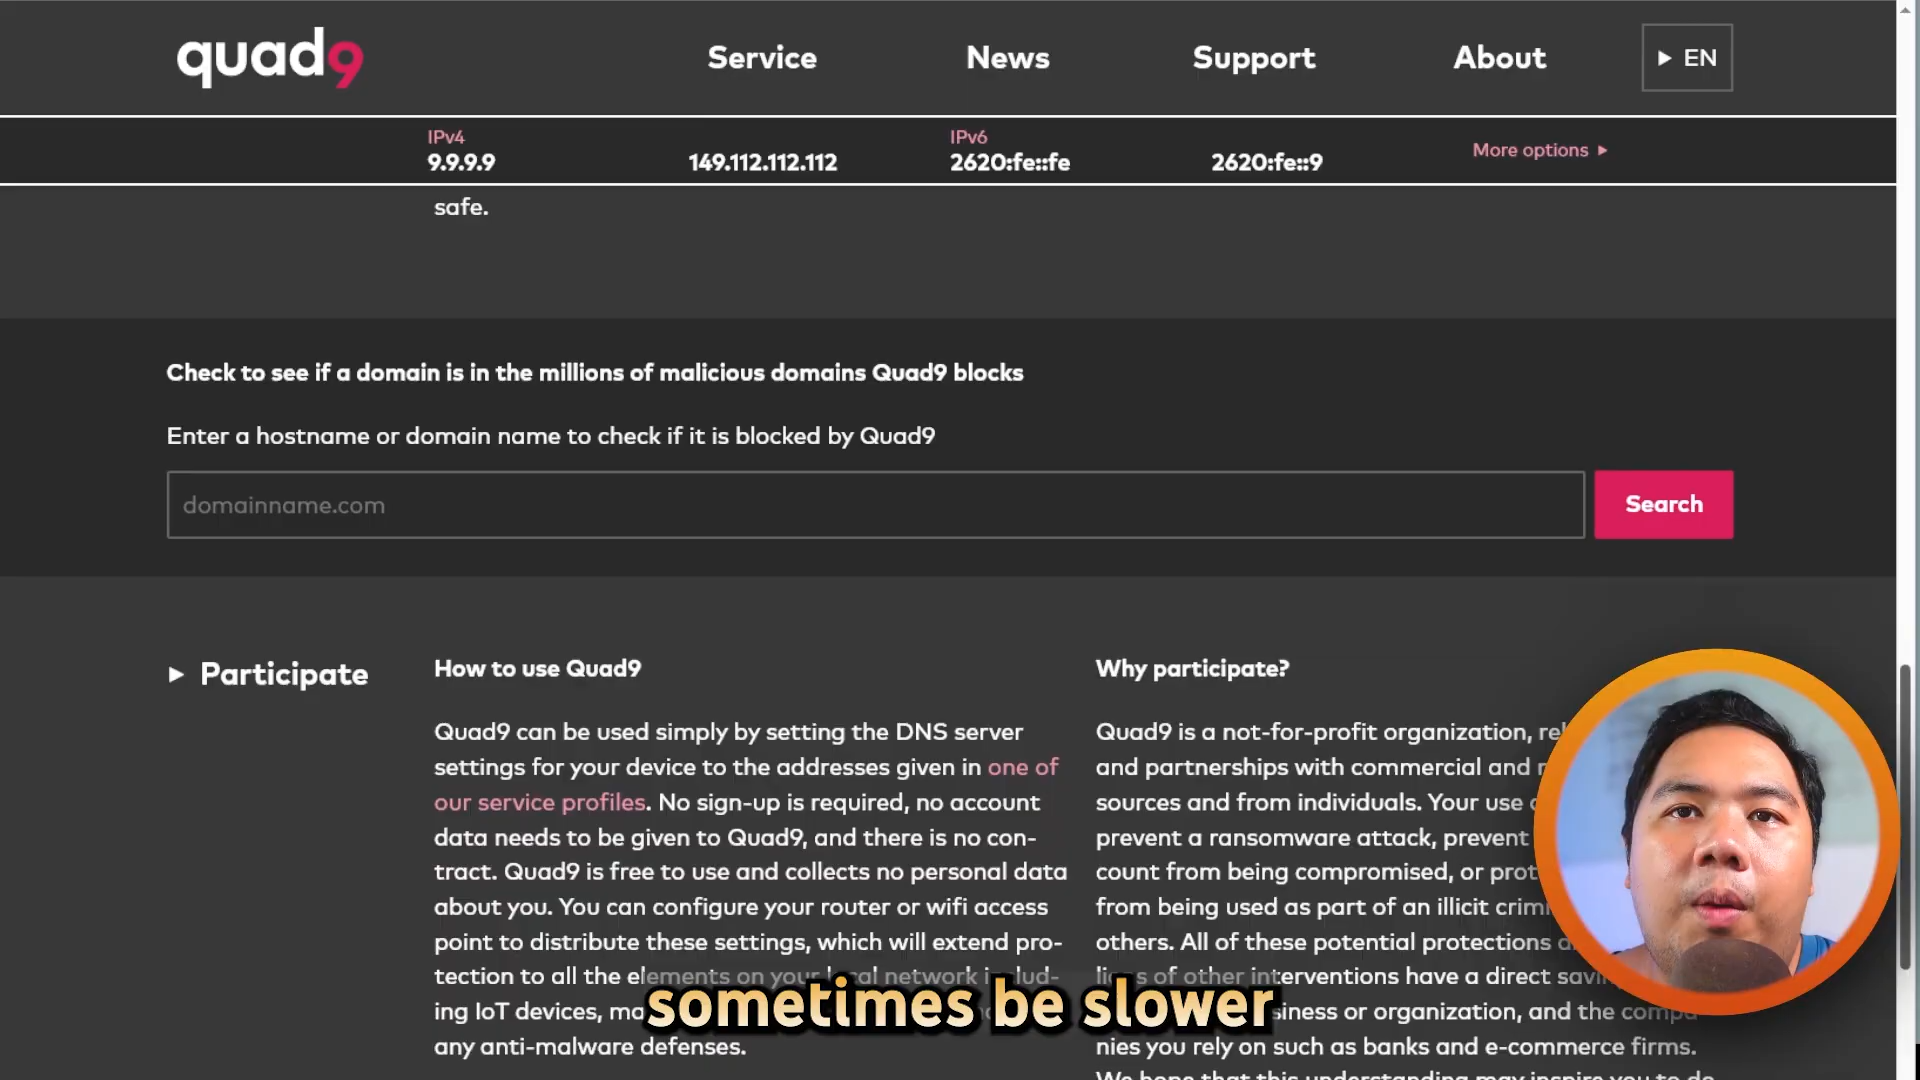 quad9
Service
News
Support
About
EN
IPv4
9.9.9.9
149.112.112.112
IPv6
2620:fe::fe
2620:fe::9
More options
safe.
Check to see if a domain is in the millions of malicious domains Quad9 blocks
Enter a hostname or domain name to check if it is blocked by Quad9
domainname.com
Search
Participate
How to use Quad9
Quad9 can be used simply by setting the DNS server
settings for your device to the addresses given in one of
our service profiles. No sign-up is required, no account
data needs to be given to Quad9, and there is no con-
tract. Quad9 is free to use and collects no personal data
about you. You can configure your router or wifi access
point to distribute these settings, which will extend pro-
tection to all the elements on your local network includ-
ing IoT devices,
any anti-malware defenses.
Why participate?
Quad9 is a not-for-profit organization,
and partnerships with commercial and
sources and from individuals. Your use
prevent a ransomware attack, prevent
count from being compromised, or
from being used as part of an illicit
others. All of these potential protections
of other interventions have a direct
or organization, and the compa-
nies you rely on such as banks and e-commerce firms.
We hope that this understanding may inspire you to do
sometimes be slower